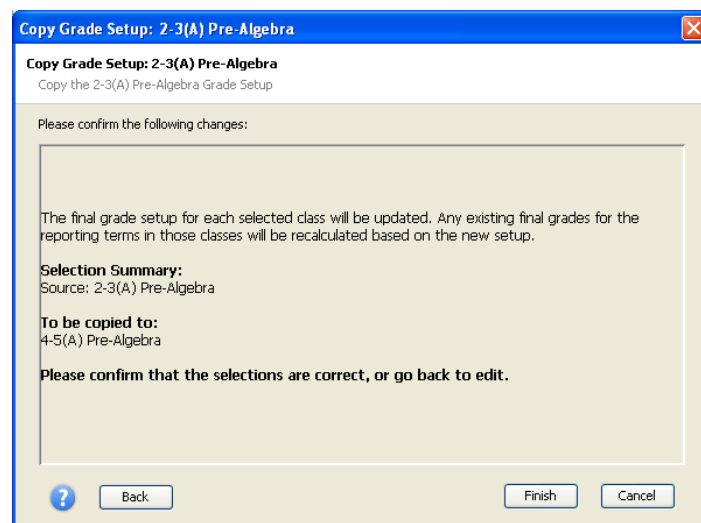 Copy Grade Setup: 2-3(A) Pre-Algebra
Copy Grade Setup: 2-3(A) Pre-Algebra
Copy the 2-3(A) Pre-Algebra Grade Setup
Please confirm the following changes:
The final grade setup for each selected class will be updated. Any existing final grades for the
reporting terms in those classes will be recalculated based on the new setup.
Selection Summary:
Source: 2-3(A) Pre-Algebra
To be copied to:
4-5(A) Pre-Algebra
Please confirm that the selections are correct, or go back to edit.
? Back Finish Cancel